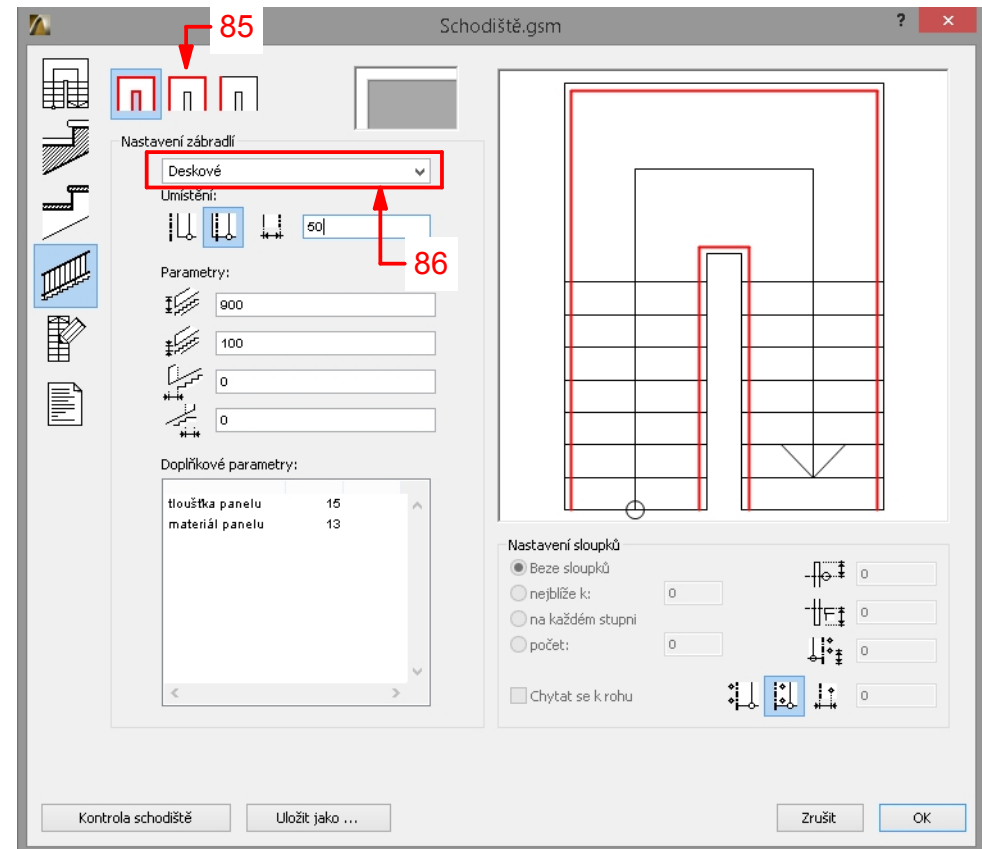 Schodiště.gsm
?
×
85
Nastavení zábradlí
Deskové
Umístění:
50
86
Parametry:
900
100
0
0
Doplňkové parametry:
tloušťka panelu 15
materiál panelu 13
Nastavení sloupků
Beze sloupků
nejblíže k: 0
na každém stupni
počet: 0
Chytat se k rohu
0
0
0
0
Kontrola schodiště
Uložit jako ...
Zrušit
OK